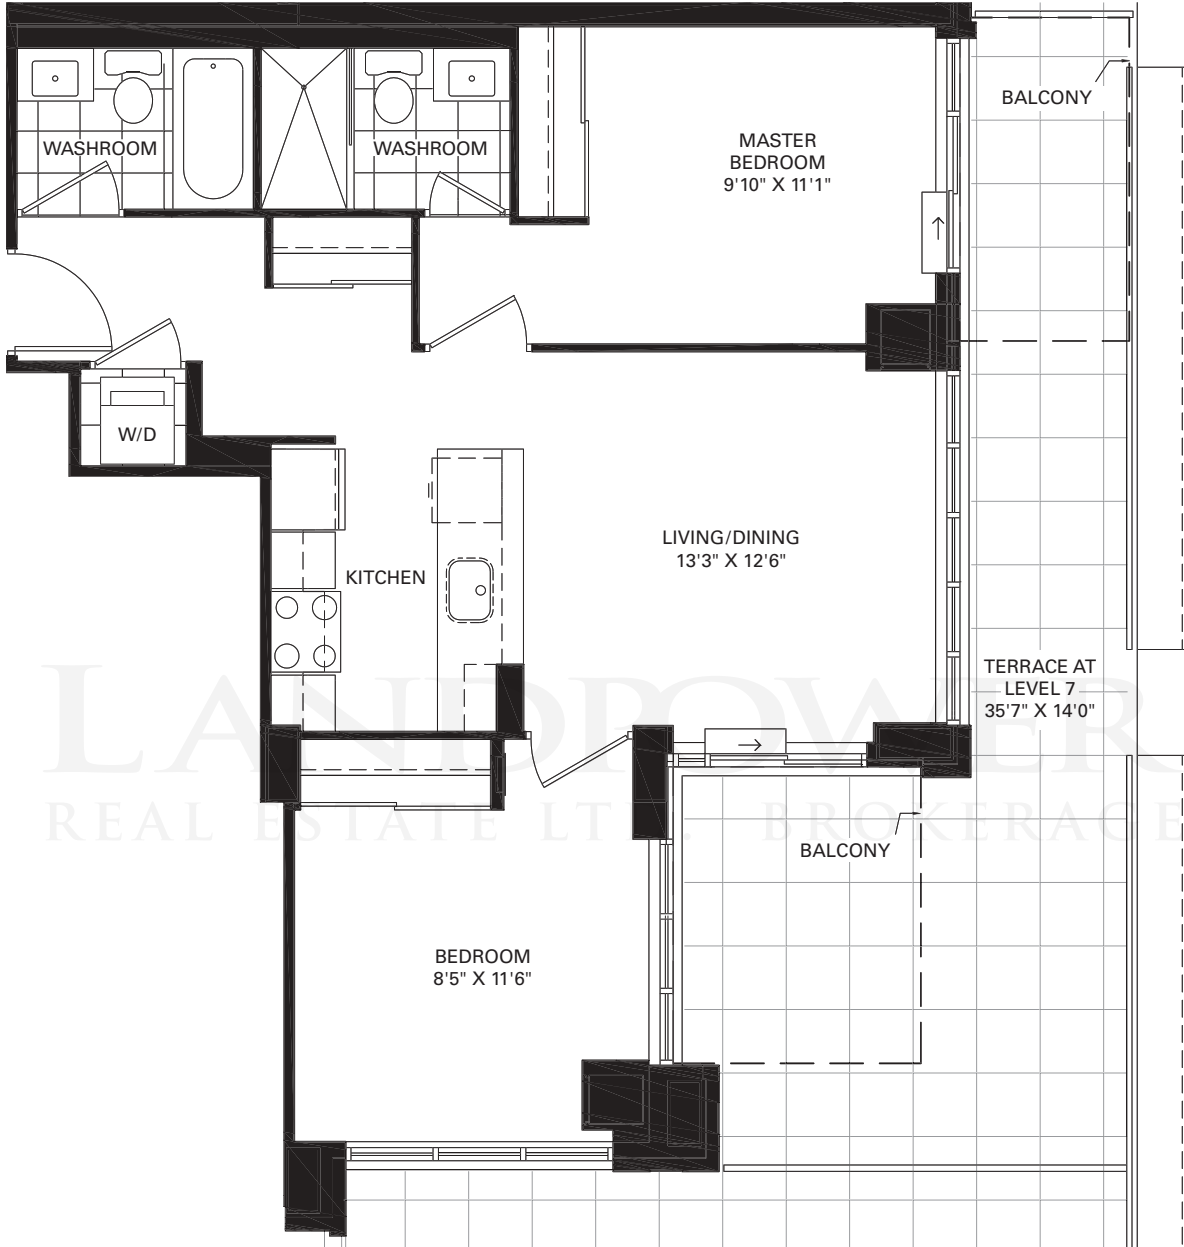 BALCONY
WASHROOM
WASHROOM
MASTER
BEDROOM
9'10" X 11'1"
W/D
LIVING/DINING
13'3" X 12'6"
KITCHEN
TERRACE AT
LEVEL 7
35'7" X 14'0"
LANDPOWER
REAL ESTATE LTD. BROKERAGE
BALCONY
BEDROOM
8'5" X 11'6"